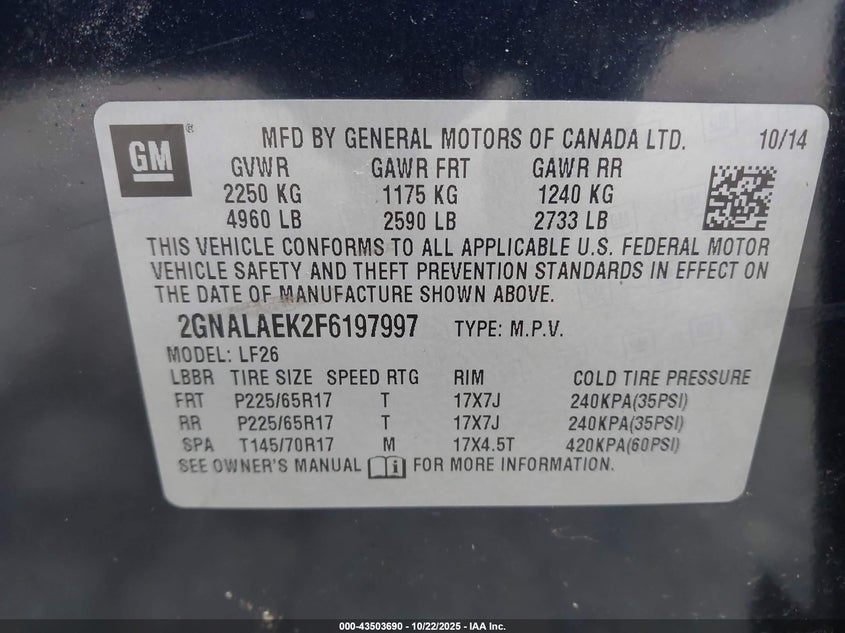 GM ®
MFD BY GENERAL MOTORS OF CANADA LTD. 10/14
GVWR GAWR FRT GAWR RR
2250 KG 1175 KG 1240 KG
4960 LB 2590 LB 2733 LB
THIS VEHICLE CONFORMS TO ALL APPLICABLE U.S. FEDERAL MOTOR
VEHICLE SAFETY AND THEFT PREVENTION STANDARDS IN EFFECT ON
THE DATE OF MANUFACTURE SHOWN ABOVE.
2GNALAEK2F6197997 TYPE: M.P.V.
MODEL: LF26
LBBR TIRE SIZE SPEED RTG RIM COLD TIRE PRESSURE
FRT P225/65R17 T 17X7J 240KPA(35PSI)
RR P225/65R17 T 17X7J 240KPA(35PSI)
SPA T145/70R17 M 17X4.5T 420KPA(60PSI)
SEE OWNER'S MANUAL i FOR MORE INFORMATION.
000-43503690 - 10/22/2025 - IAA Inc.